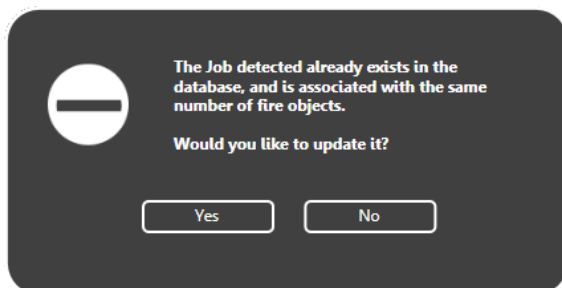 The Job detected already exists in the
database, and is associated with the same
number of fire objects.
Would you like to update it?
Yes
No